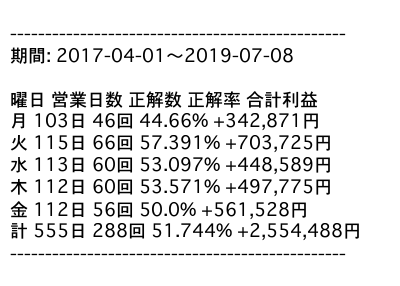 ------------------------------------------------
期間: 2017-04-01〜2019-07-08

曜日 営業日数 正解数 正解率 合計利益
月 103日 46回 44.66% +342,871円
火 115日 66回 57.391% +703,725円
水 113日 60回 53.097% +448,589円
木 112日 60回 53.571% +497,775円
金 112日 56回 50.0% +561,528円
計 555日 288回 51.744% +2,554,488円
------------------------------------------------